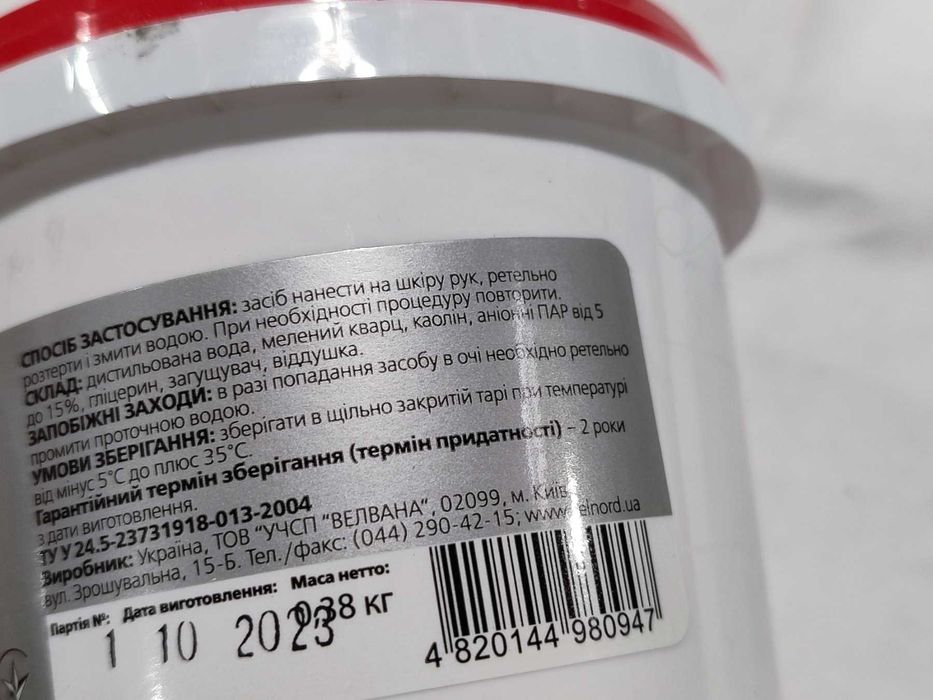 СПОСІБ ЗАСТОСУВАННЯ: засіб нанести на шкіру рук, ретельно
розтерти і змити водою. При необхідності процедуру повторити.
СКЛАД: дистильована вода, мелений кварц, каолін, аніонні ПАР від 5
до 15%, гліцерин, загущувач, віддушка.
ЗАПОБІЖНІ ЗАХОДИ: в разі попадання засобу в очі необхідно ретельно
промити проточною водою.
УМОВИ ЗБЕРІГАННЯ: зберігати в щільно закритій тарі при температурі
від мінус 5°С до плюс 35°С.
Гарантійний термін зберігання (термін придатності) – 2 роки
з дати виготовлення.
ТУ У 24.5-23731918-013-2004
Виробник: Україна, ТОВ "УЧСП "ВЕЛВАНА", 02099, м. Київ,
вул. Зрошувальна, 15-Б. Тел./факс: (044) 290-42-15;
Партія №: Дата виготовлення: Маса нетто:
1 10 2023 0,38 КГ
4 820144 980947